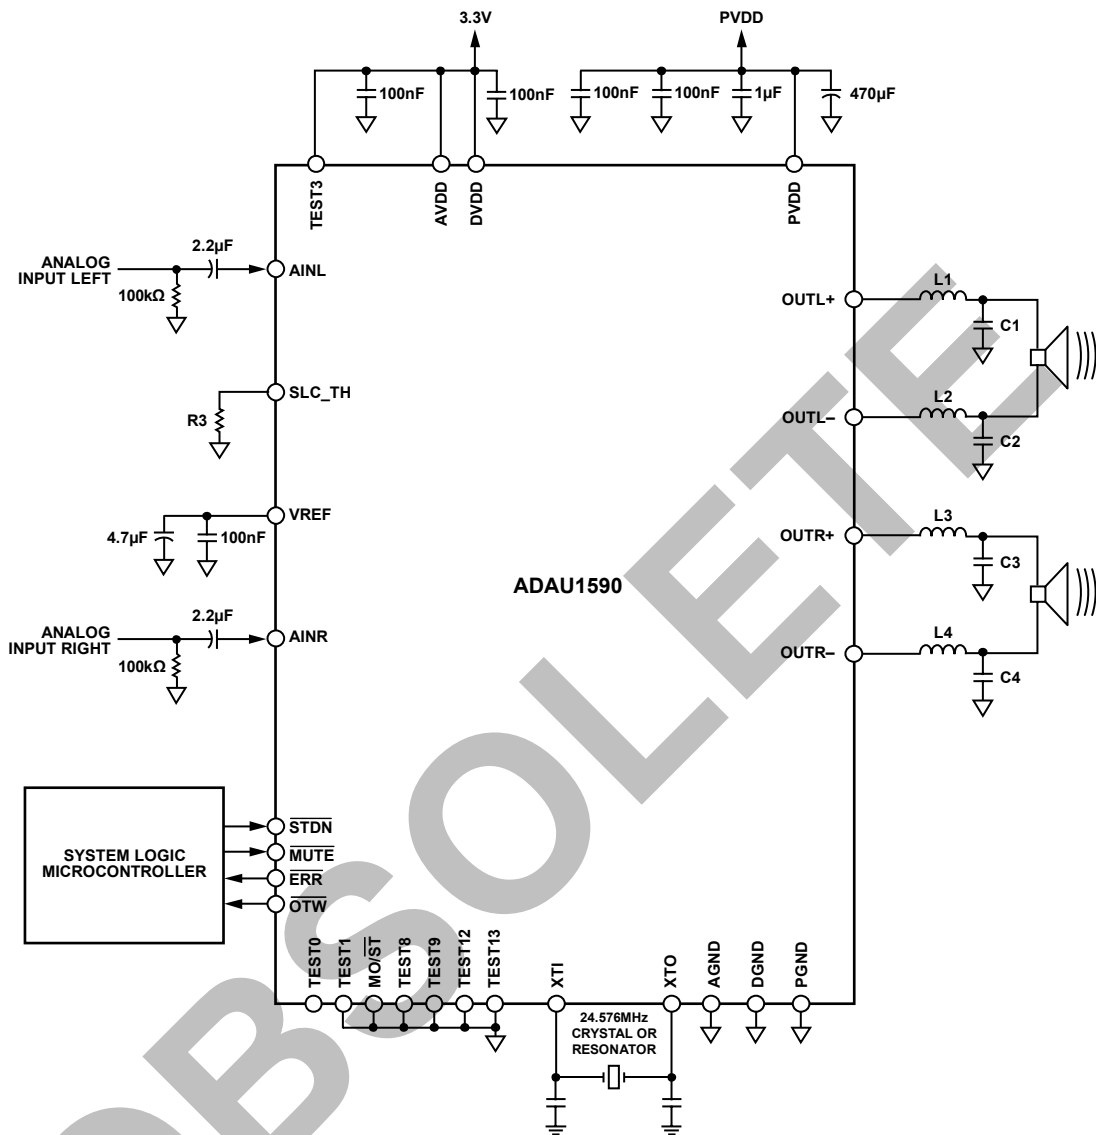 3.3V
PVDD
100nF
100nF
100nF
100nF
1µF
470µF
TEST3
AVDD
DVDD
PVDD
ANALOG
INPUT LEFT
2.2µF
100kΩ
AINL
OUTL+
L1
C1
SLC_TH
R3
OUTL–
L2
C2
VREF
4.7µF
100nF
OUTR+
L3
C3
ADAU1590
ANALOG
INPUT RIGHT
2.2µF
100kΩ
AINR
OUTR–
L4
C4
SYSTEM LOGIC
MICROCONTROLLER
STDN
MUTE
ERR
OTW
TEST0
TEST1
MO/ST
TEST8
TEST9
TEST12
TEST13
XTI
XTO
AGND
DGND
PGND
24.576MHz
CRYSTAL OR
RESONATOR
OBSOLETE